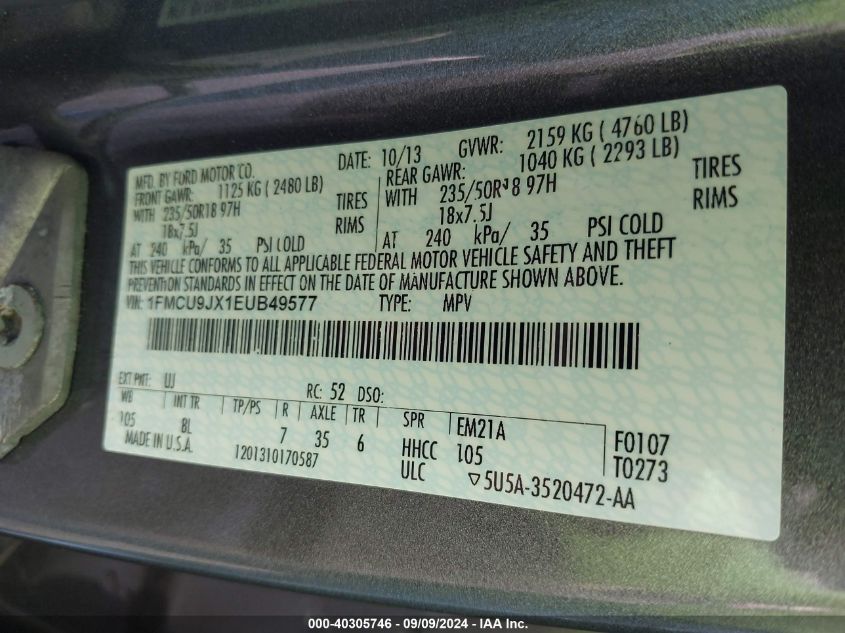 MFD. BY FORD MOTOR CO.
DATE: 10/13
GVWR: 2159 KG ( 4760 LB)
FRONT GAWR: 1125 KG ( 2480 LB)
WITH 235/50R18 97H TIRES
18x7.5J RIMS
AT 240 kPa/ 35 PSI COLD
REAR GAWR: 1040 KG ( 2293 LB)
WITH 235/50R18 97H TIRES
18x7.5J RIMS
AT 240 kPa/ 35 PSI COLD
THIS VEHICLE CONFORMS TO ALL APPLICABLE FEDERAL MOTOR VEHICLE SAFETY AND THEFT
PREVENTION STANDARDS IN EFFECT ON THE DATE OF MANUFACTURE SHOWN ABOVE.
VIN: 1FMCU9JX1EUB49577 TYPE: MPV
EXT PNT: UJ RC: 52 DSO:
WB INT TR TP/PS R AXLE TR SPR EM21A F0107
105 BL 7 35 6 HHCC 105 T0273
MADE IN U.S.A. 1201310170587 ULC ▽5U5A-3520472-AA
000-40305746 - 09/09/2024 - IAA Inc.